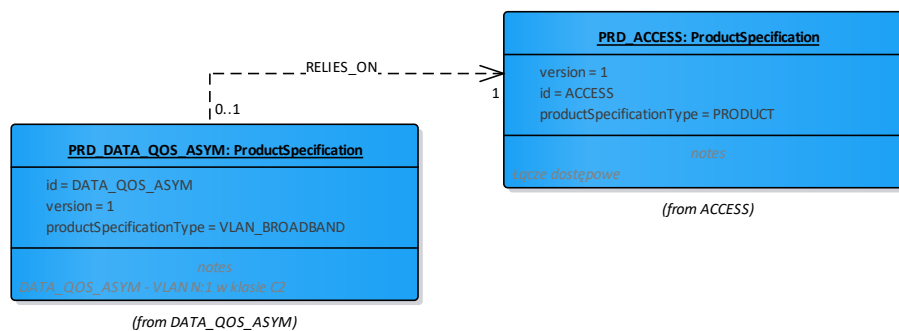 PRD_ACCESS: ProductSpecification
version = 1
id = ACCESS
productSpecificationType = PRODUCT
notes
Łącze dostępowe
(from ACCESS)
RELIES_ON
1
0..1
PRD_DATA_QOS_ASYM: ProductSpecification
id = DATA_QOS_ASYM
version = 1
productSpecificationType = VLAN_BROADBAND
notes
DATA_QOS_ASYM - VLAN N:1 w klasie C2
(from DATA_QOS_ASYM)